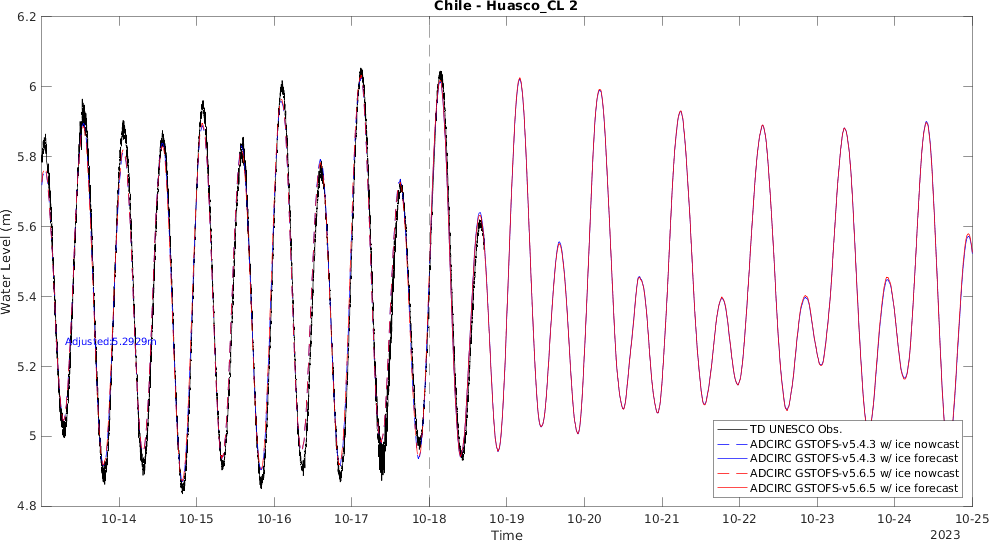 Chile - Huasco_CL 2
6.2
6
5.8
5.6
5.4
5.2
5
4.8
Water Level (m)
Adjusted:5.2929m
TD UNESCO Obs.
ADCIRC GSTOFS-v5.4.3 w/ ice nowcast
ADCIRC GSTOFS-v5.4.3 w/ ice forecast
ADCIRC GSTOFS-v5.6.5 w/ ice nowcast
ADCIRC GSTOFS-v5.6.5 w/ ice forecast
10-14 10-15 10-16 10-17 10-18 10-19 10-20 10-21 10-22 10-23 10-24 10-25
Time
2023